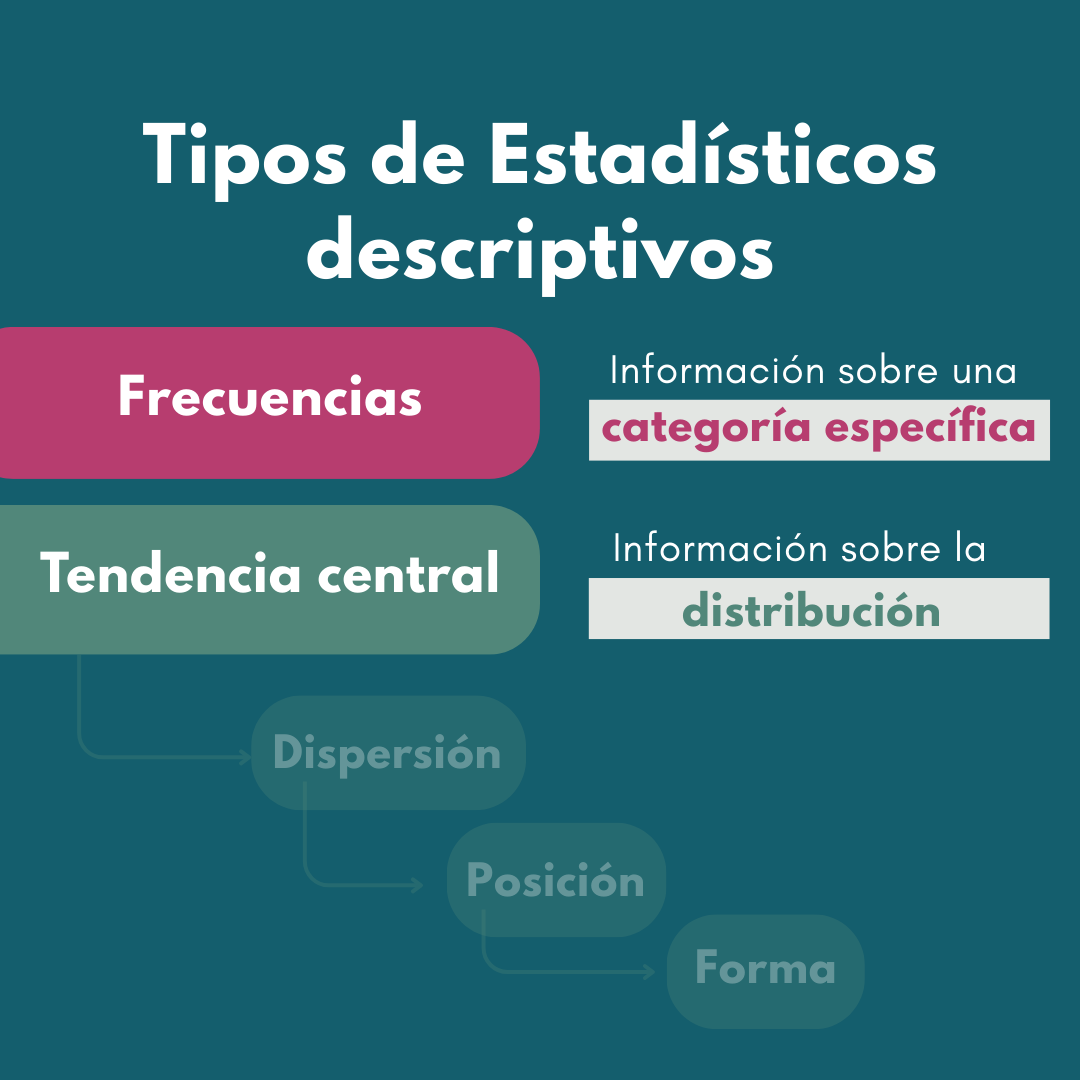 Tipos de Estadísticos
descriptivos
Frecuencias
Información sobre una
categoría específica
Tendencia central
Información sobre la
distribución
Dispersión
Posición
Forma